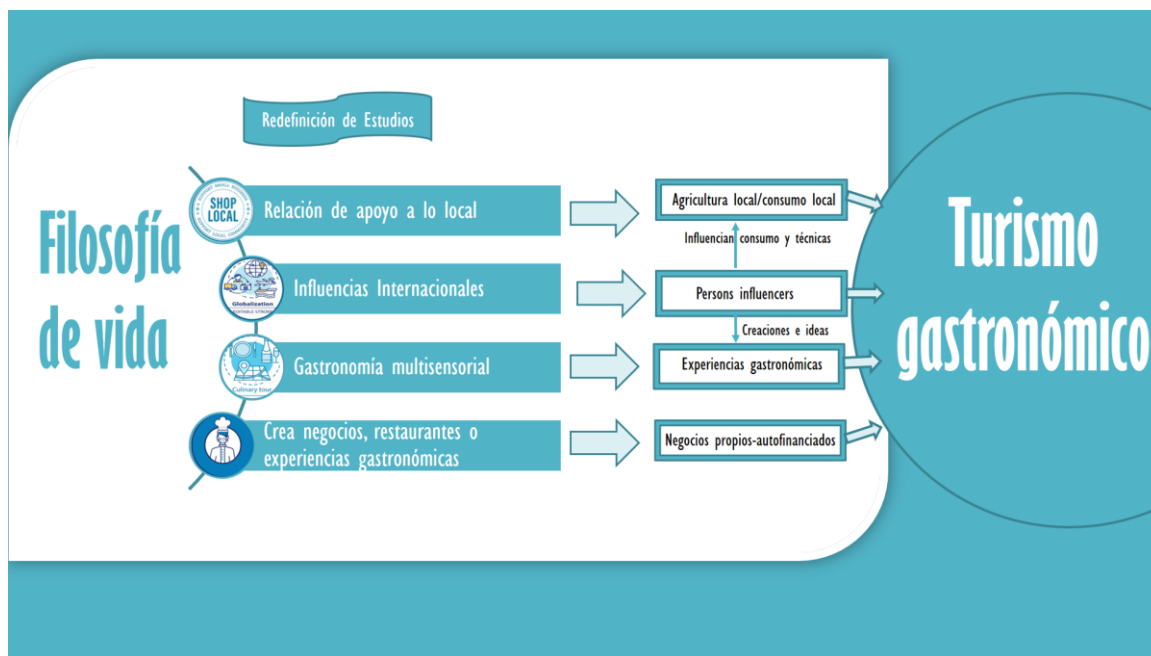 Redefinición de Estudios
Filosofía
de vida
SHOP
LOCAL
Relación de apoyo a lo local
Agricultura local/consumo local
Influencian consumo y técnicas
Globalization
Influencias Internacionales
Persons influencers
Creaciones e ideas
Culinary tour
Gastronomía multisensorial
Experiencias gastronómicas
Crea negocios, restaurantes o
experiencias gastronómicas
Negocios propios-autofinanciados
Turismo
gastronómico